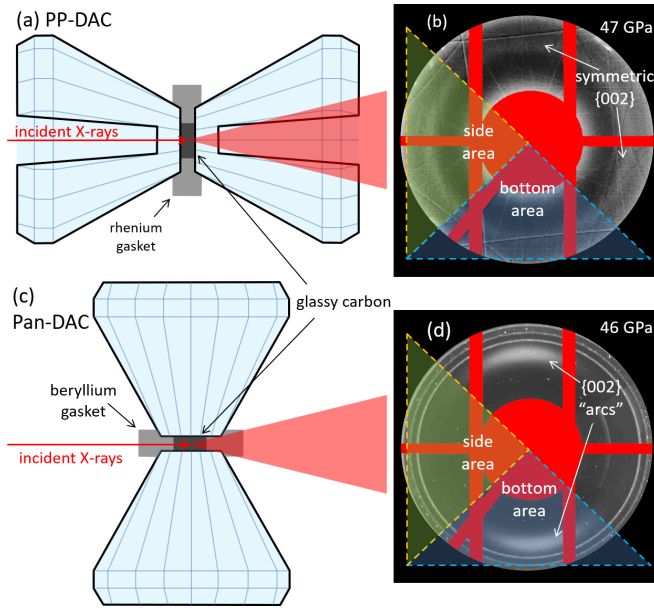 (a) PP-DAC
incident X-rays
rhenium
gasket
(b)
47 GPa
symmetric
{002}
side
area
bottom
area
glassy carbon
(c)
Pan-DAC
beryllium
gasket
incident X-rays
(d)
46 GPa
{002}
“arcs”
side
area
bottom
area